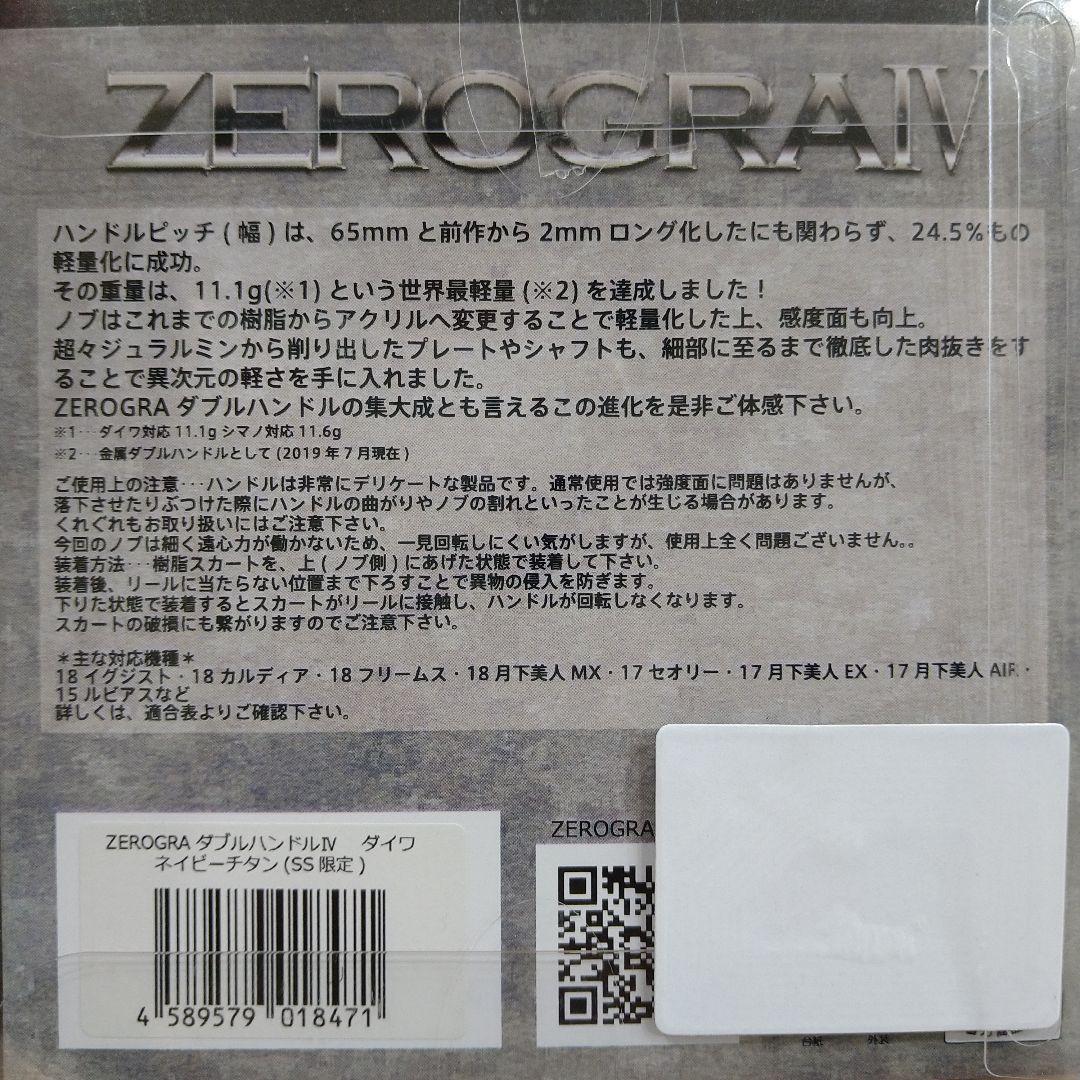 ZEROGRA IV
ハンドルピッチ(幅)は、65mmと前作から2mmロング化したにも関わらず、24.5%もの
軽量化に成功。
その重量は、11.1g(※1)という世界最軽量(※2)を達成しました!
ノブはこれまでの樹脂からアクリルへ変更することで軽量化した上、感度面も向上。
超々ジュラルミンから削り出したプレートやシャフトも、細部に至るまで徹底した肉抜きをす
ることで異次元の軽さを手に入れました。
ZEROGRAダブルハンドルの集大成とも言えるこの進化を是非ご体感下さい。
※1‥‥ダイワ対応11.1gシマノ対応11.6g
※2‥‥金属ダブルハンドルとして(2019年7月現在)
ご使用上の注意‥‥ハンドルは非常にデリケートな製品です。通常使用では強度面に問題はありませんが、
落下させたりぶつけた際にハンドルの曲がりやノブの割れといったことが生じる場合があります。
くれぐれもお取り扱いにはご注意下さい。
今回のノブは細く遠心力が働かないため、一見回転しにくい気がしますが、使用上全く問題ございません。。
装着方法‥‥樹脂スカートを、上(ノブ側)にあげた状態で装着して下さい。
装着後、リールに当たらない位置まで下ろすことで異物の侵入を防ぎます。
下りた状態で装着するとスカートがリールに接触し、ハンドルが回転しなくなります。
スカートの破損にも繋がりますのでご注意下さい。
＊主な対応機種＊
18イグジスト・18カルディア・18フリームス・18月下美人MX・17セオリー・17月下美人EX・17月下美人AIR・
15ルビアスなど
詳しくは、適合表よりご確認下さい。
ZEROGRAダブルハンドルⅣ ダイワ
ネイビーチタン(SS限定)
4 589579 018471
ZEROGRA
台紙 外装